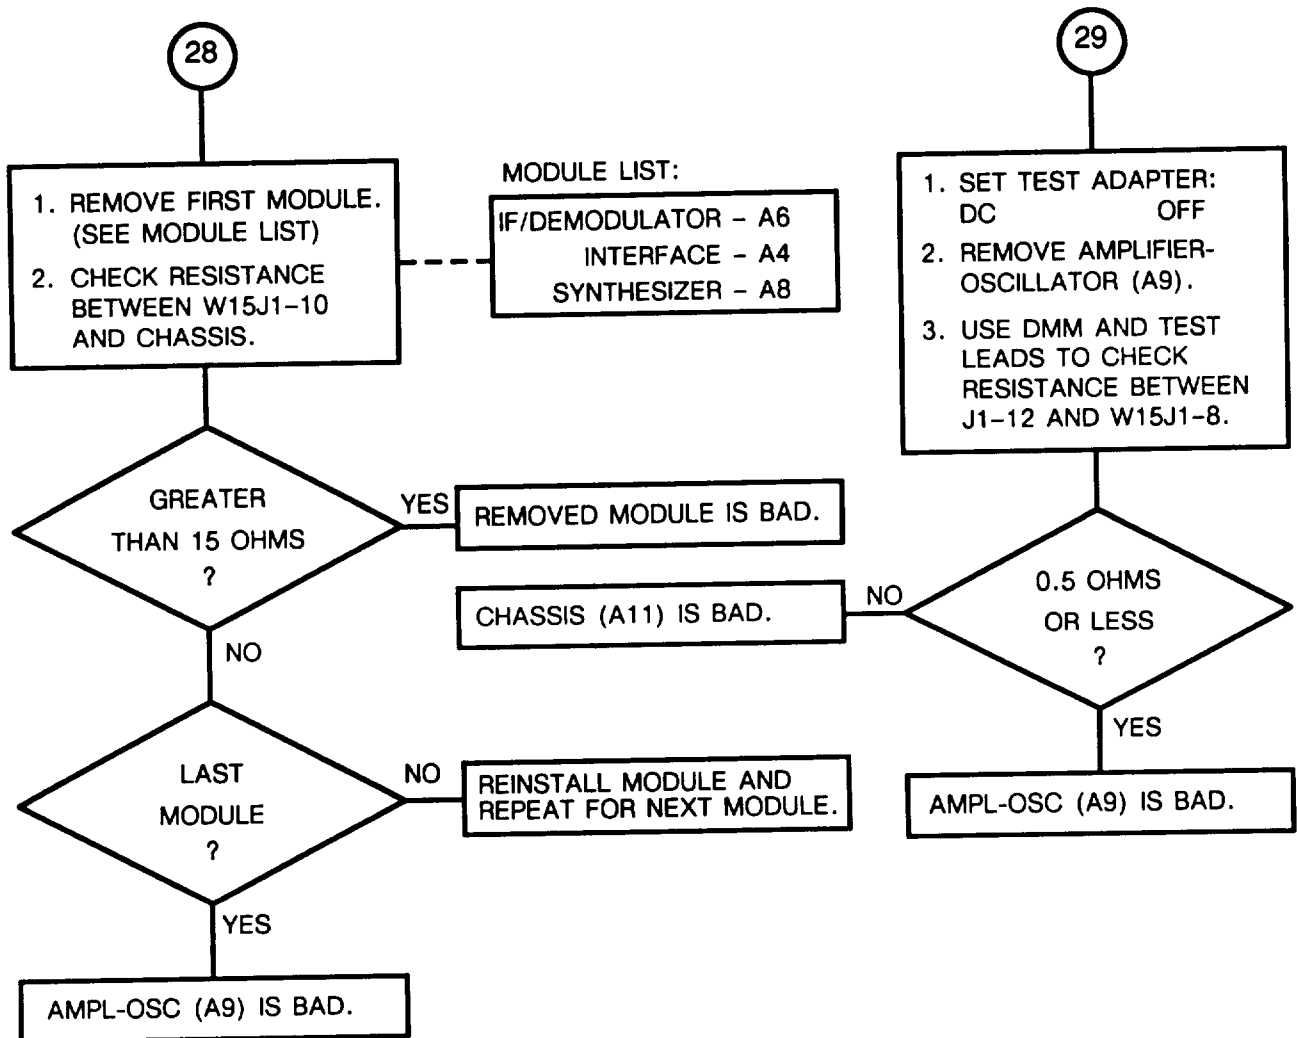 28
1. REMOVE FIRST MODULE.
(SEE MODULE LIST)
2. CHECK RESISTANCE
BETWEEN W15J1-10
AND CHASSIS.
MODULE LIST:
IF/DEMODULATOR - A6
INTERFACE - A4
SYNTHESIZER - A8
GREATER
THAN 15 OHMS
?
YES
REMOVED MODULE IS BAD.
NO
LAST
MODULE
?
NO
REINSTALL MODULE AND
REPEAT FOR NEXT MODULE.
YES
AMPL-OSC (A9) IS BAD.
29
1. SET TEST ADAPTER:
DC OFF
2. REMOVE AMPLIFIER-
OSCILLATOR (A9).
3. USE DMM AND TEST
LEADS TO CHECK
RESISTANCE BETWEEN
J1-12 AND W15J1-8.
0.5 OHMS
OR LESS
?
NO
CHASSIS (A11) IS BAD.
YES
AMPL-OSC (A9) IS BAD.